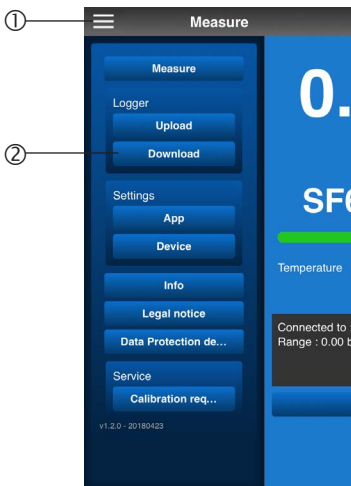 ①
Measure
0.
Measure
Logger
Upload
②
Download
SF6
Settings
App
Device
Temperature
Info
Legal notice
Connected to :
Range : 0.00 b
Data Protection de...
Service
Calibration req...
v1.2.0 - 20180423